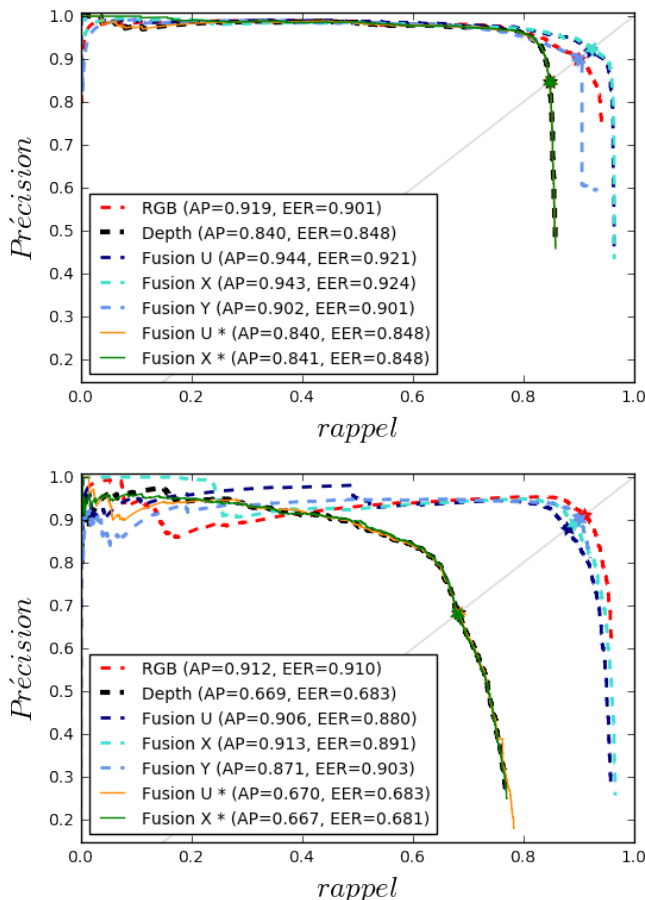 1.0
0.9
0.8
0.7
0.6
0.5
0.4
0.3
0.2
Précision
RGB (AP=0.919, EER=0.901)
Depth (AP=0.840, EER=0.848)
Fusion U (AP=0.944, EER=0.921)
Fusion X (AP=0.943, EER=0.924)
Fusion Y (AP=0.902, EER=0.901)
Fusion U * (AP=0.840, EER=0.848)
Fusion X * (AP=0.841, EER=0.848)
0.0 0.2 0.4 0.6 0.8 1.0
rappel
1.0
0.9
0.8
0.7
0.6
0.5
0.4
0.3
0.2
Précision
RGB (AP=0.912, EER=0.910)
Depth (AP=0.669, EER=0.683)
Fusion U (AP=0.906, EER=0.880)
Fusion X (AP=0.913, EER=0.891)
Fusion Y (AP=0.871, EER=0.903)
Fusion U * (AP=0.670, EER=0.683)
Fusion X * (AP=0.667, EER=0.681)
0.0 0.2 0.4 0.6 0.8 1.0
rappel